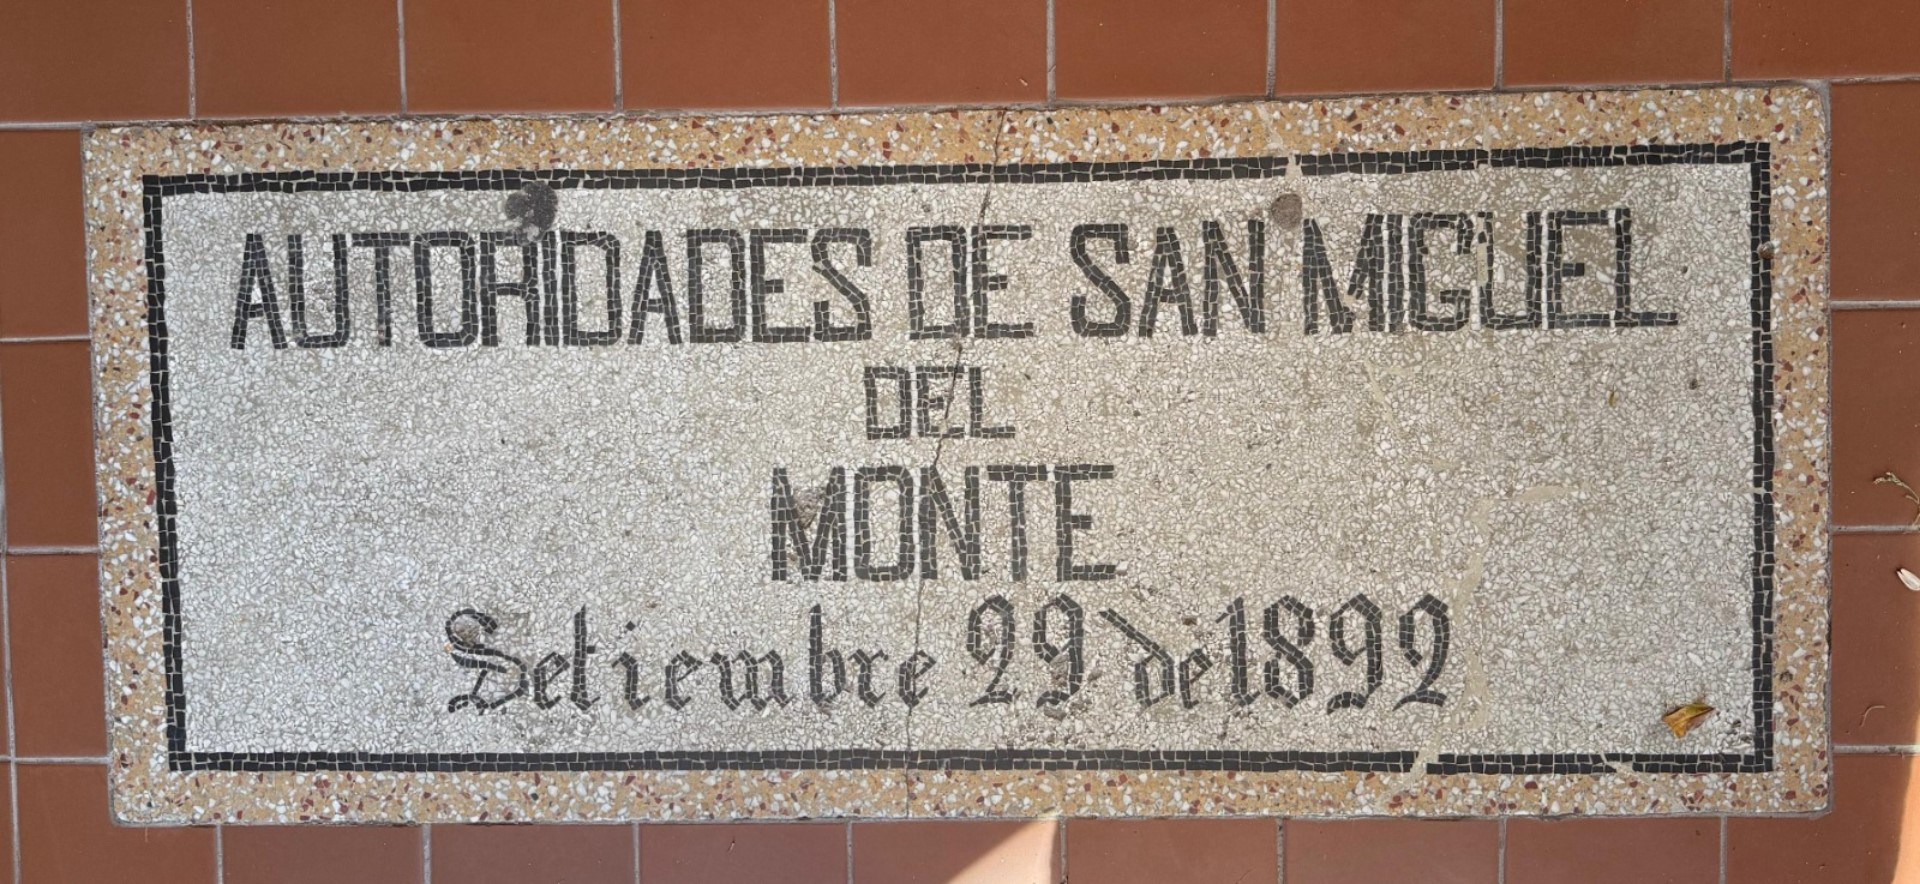 AUTORIDADES DE SAN MIGUEL
DEL
MONTE
Setiembre 29 de 1892